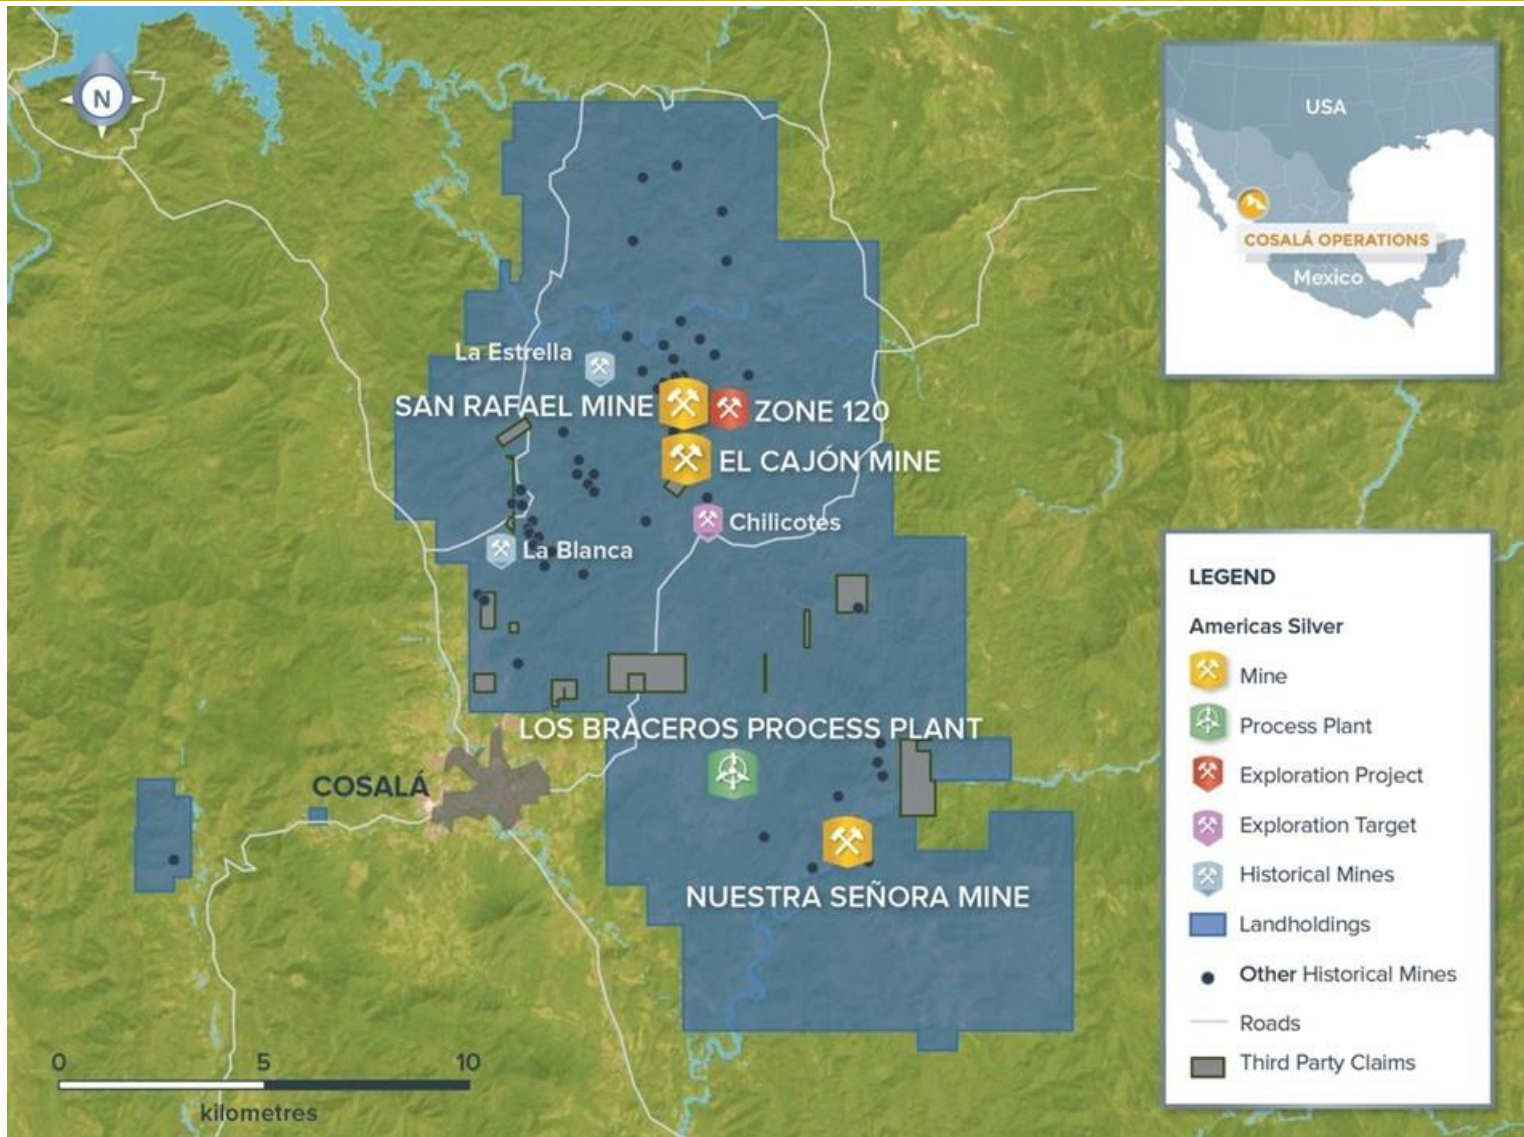 N
USA
COSALÁ OPERATIONS
Mexico
La Estrella
SAN RAFAEL MINE
ZONE 120
EL CAJÓN MINE
Chilicotes
La Blanca
LOS BRACEROS PROCESS PLANT
COSALÁ
NUESTRA SEÑORA MINE
0 5 10
kilometres
LEGEND
Americas Silver
Mine
Process Plant
Exploration Project
Exploration Target
Historical Mines
Landholdings
Other Historical Mines
Roads
Third Party Claims